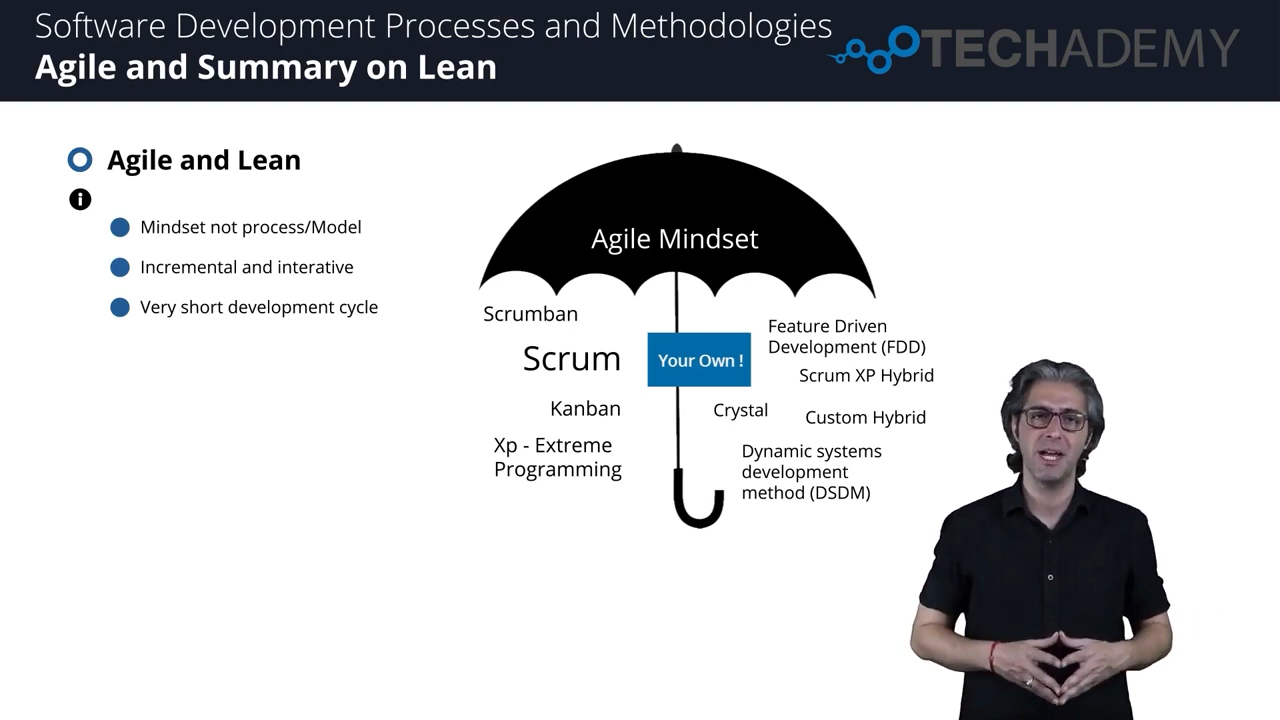 Software Development Processes and Methodologies
Agile and Summary on Lean
TECHADEMY
Agile and Lean
i
Mindset not process/Model
Incremental and interative
Very short development cycle
Agile Mindset
Scrumban
Scrum
Kanban
Xp - Extreme
Programming
Your Own !
Feature Driven
Development (FDD)
Scrum XP Hybrid
Crystal
Custom Hybrid
Dynamic systems
development
method (DSDM)